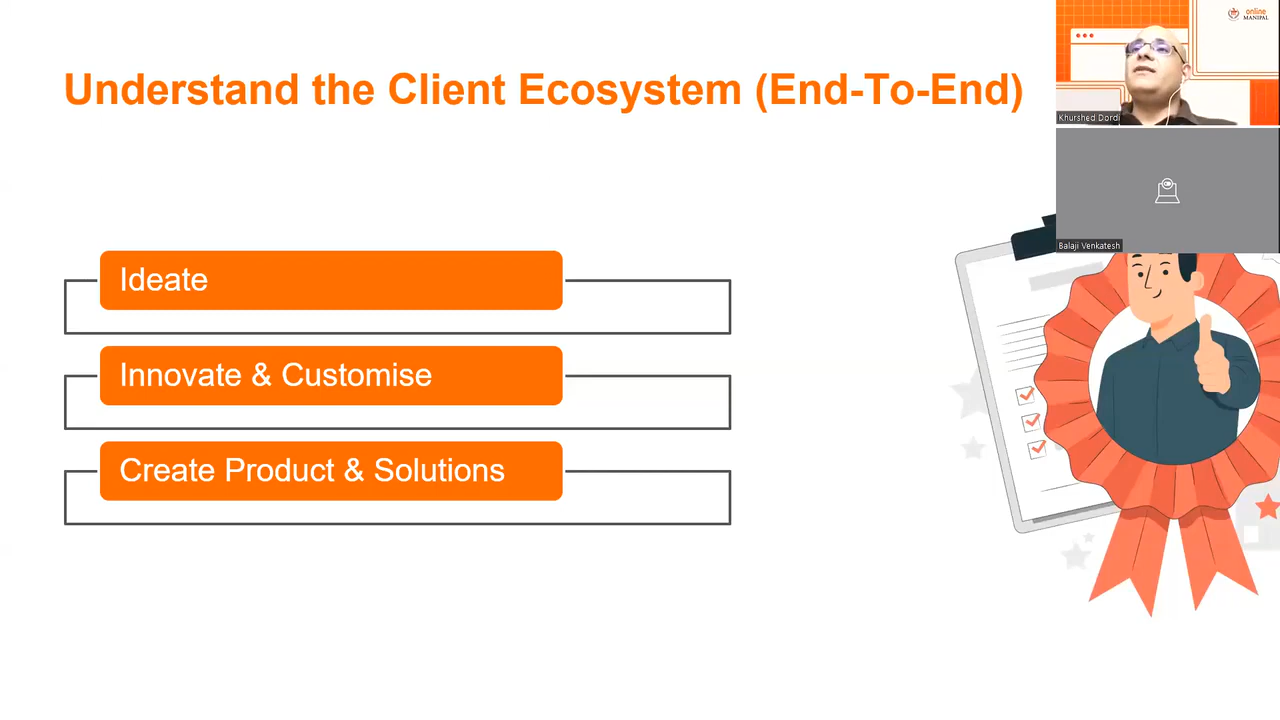 Understand the Client Ecosystem (End-To-End)
Ideate
Innovate & Customise
Create Product & Solutions
online
MANIPAL
Khurshed Dordi
Balaji Venkatesh